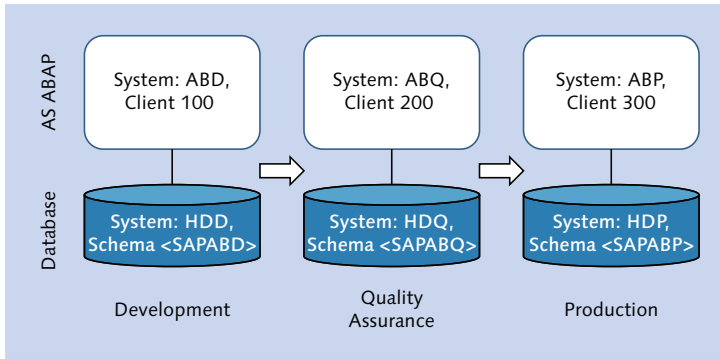 AS ABAP
System: ABD,
Client 100
System: ABQ,
Client 200
System: ABP,
Client 300
Database
System: HDD,
Schema <SAPABD>
System: HDQ,
Schema <SAPABQ>
System: HDP,
Schema <SAPABP>
Development
Quality
Assurance
Production